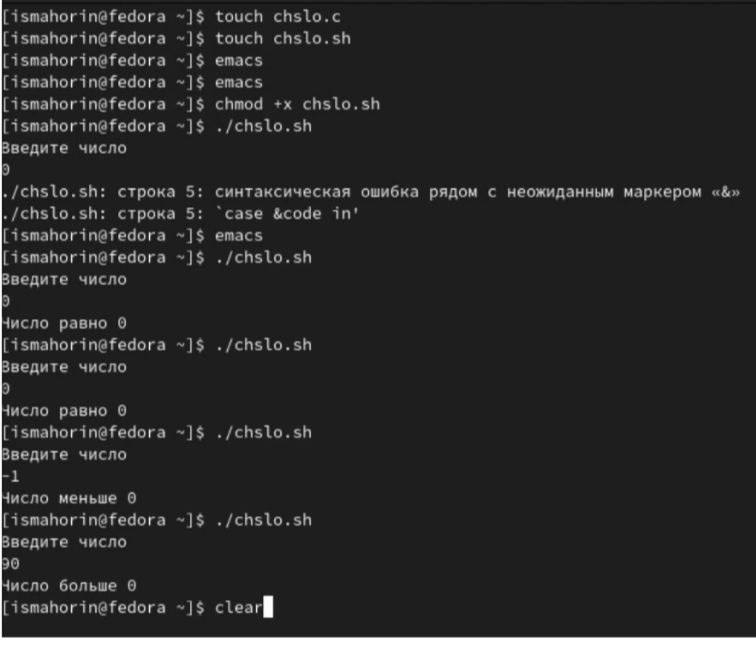 [ismahorin@fedora ~]$ touch chslo.c
[ismahorin@fedora ~]$ touch chslo.sh
[ismahorin@fedora ~]$ emacs
[ismahorin@fedora ~]$ emacs
[ismahorin@fedora ~]$ chmod +x chslo.sh
[ismahorin@fedora ~]$ ./chslo.sh
Введите число
0
./chslo.sh: строка 5: синтаксическая ошибка рядом с неожиданным маркером «&»
./chslo.sh: строка 5: `case &code in'
[ismahorin@fedora ~]$ emacs
[ismahorin@fedora ~]$ ./chslo.sh
Введите число
0
Число равно 0
[ismahorin@fedora ~]$ ./chslo.sh
Введите число
0
Число равно 0
[ismahorin@fedora ~]$ ./chslo.sh
Введите число
-1
Число меньше 0
[ismahorin@fedora ~]$ ./chslo.sh
Введите число
90
Число больше 0
[ismahorin@fedora ~]$ clear